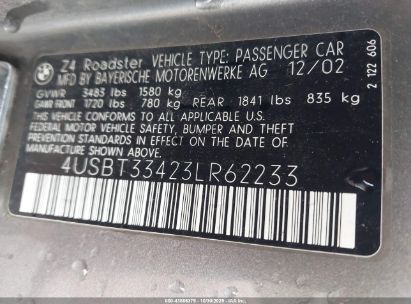 Z4 Roadster VEHICLE TYPE: PASSENGER CAR
MFD BY BAYERISCHE MOTORENWERKE AG 12/02
GVWR 3483 lbs 1580 kg
GAWR FRONT 1720 lbs 780 kg REAR 1841 lbs 835 kg
THIS VEHICLE CONFORMS TO ALL APPLICABLE U.S.
FEDERAL MOTOR VEHICLE SAFETY, BUMPER AND THEFT
PREVENTION STANDARDS IN EFFECT ON THE DATE OF
MANUFACTURE SHOWN ABOVE.
4USBT33423LR62233
2 122 606